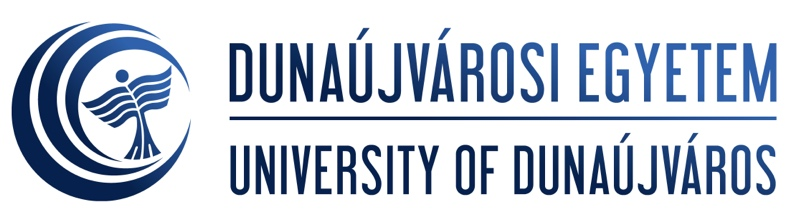 DUNAÚJVÁROSI EGYETEM
UNIVERSITY OF DUNAÚJVÁROS